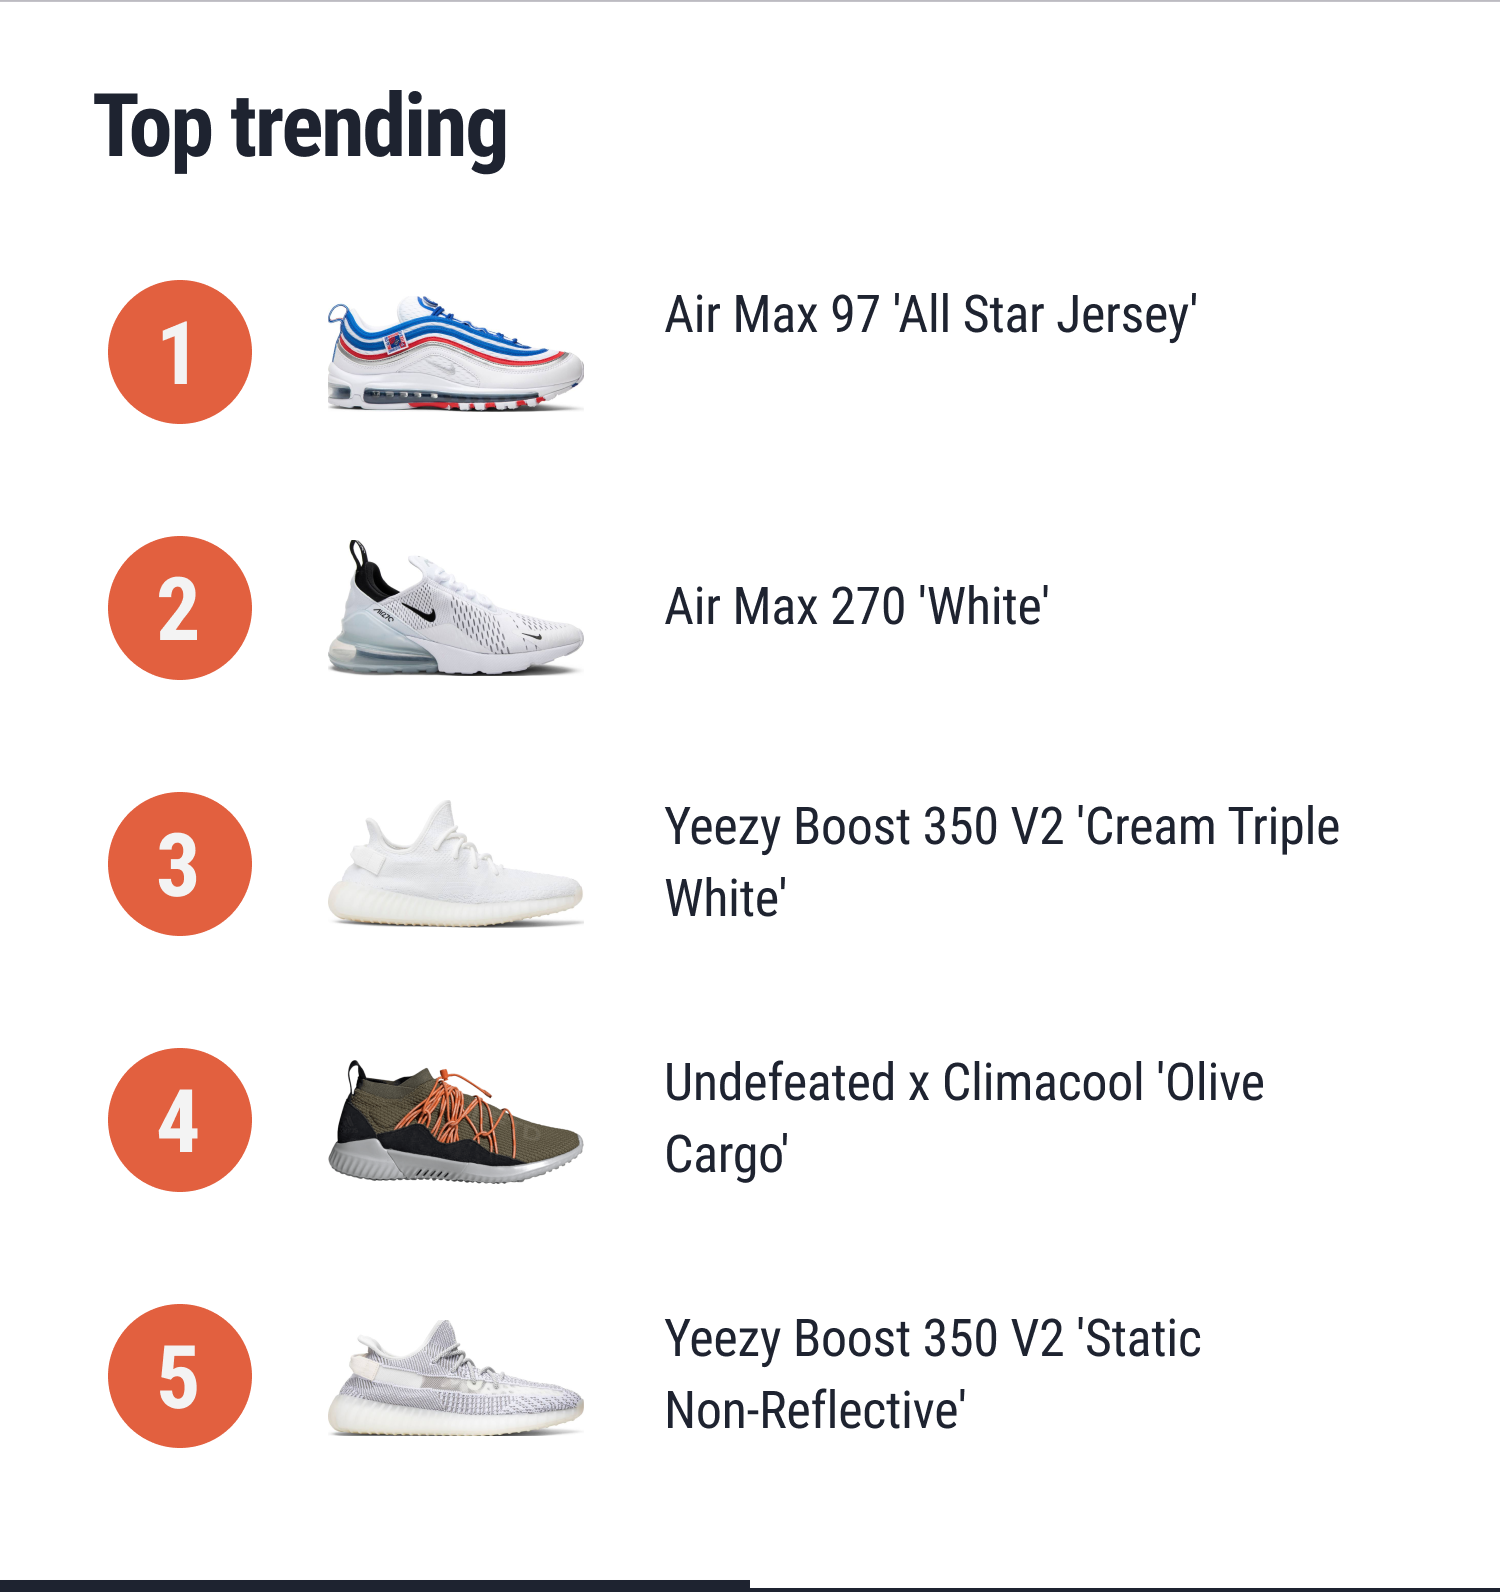 Top trending
1
Air Max 97 'All Star Jersey'
2
Air Max 270 'White'
3
Yeezy Boost 350 V2 'Cream Triple
White'
4
Undefeated x Climacool 'Olive
Cargo'
5
Yeezy Boost 350 V2 'Static
Non-Reflective'